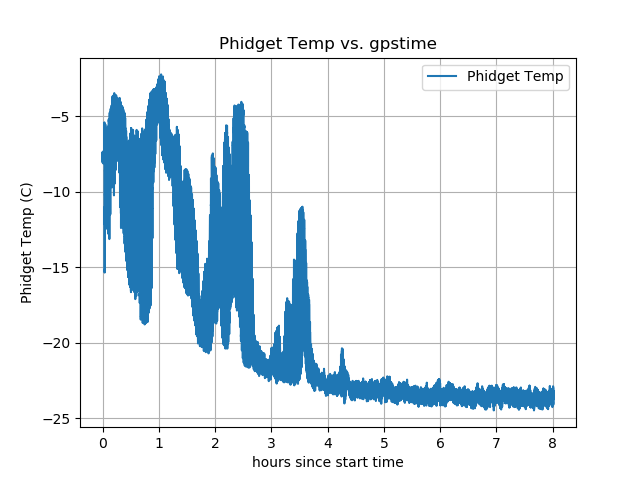 Phidget Temp vs. gpstime
Phidget Temp
−5
−10
−15
−20
−25
Phidget Temp (C)
0 1 2 3 4 5 6 7 8
hours since start time